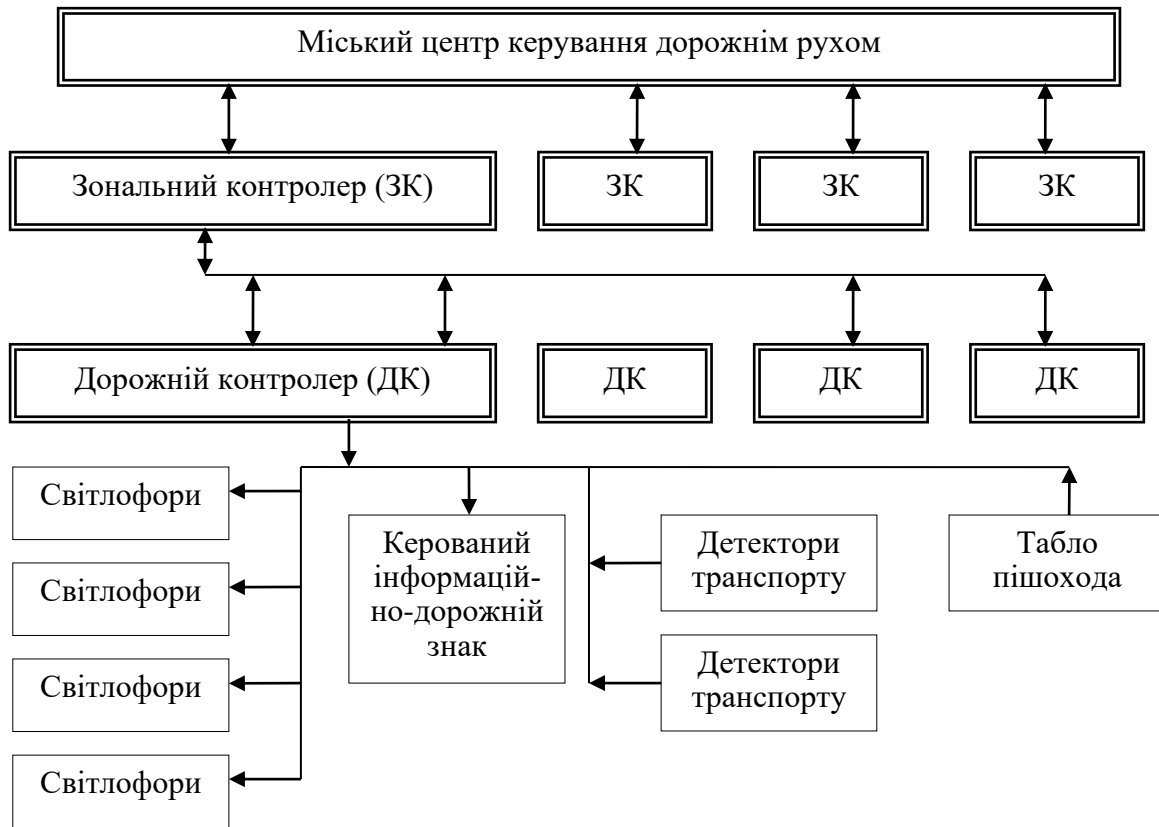 Міський центр керування дорожнім рухом
Зональний контролер (ЗК)
ЗК
ЗК
ЗК
Дорожній контролер (ДК)
ДК
ДК
ДК
Світлофори
Світлофори
Світлофори
Світлофори
Керований
інформацій-
но-дорожній
знак
Детектори
транспорту
Детектори
транспорту
Табло
пішохода